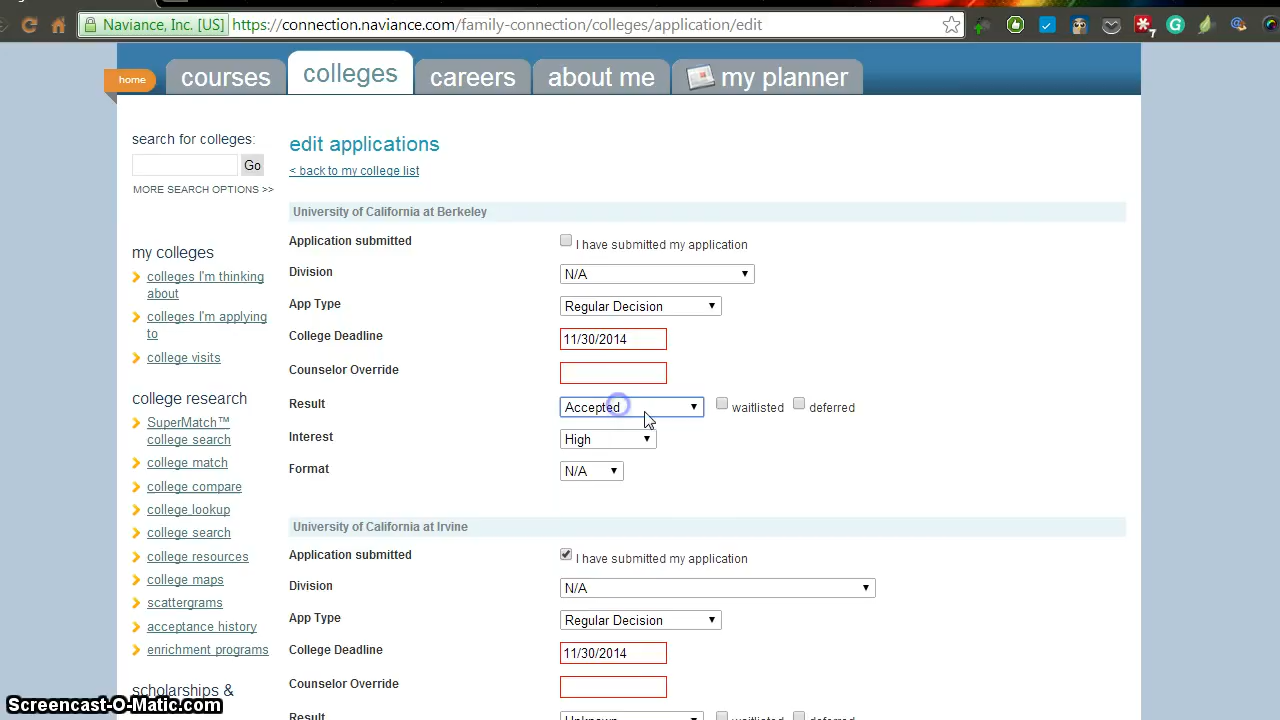 Naviance, Inc. [US] https://connection.naviance.com/family-connection/colleges/application/edit
7
home
courses
colleges
careers
about me
my planner
search for colleges:
Go
MORE SEARCH OPTIONS >>
my colleges
colleges I'm thinking
about
colleges I'm applying
to
college visits
college research
SuperMatch™
college search
college match
college compare
college lookup
college search
college resources
college maps
scattergrams
acceptance history
enrichment programs
scholarships &
edit applications
< back to my college list
University of California at Berkeley
Application submitted I have submitted my application
Division N/A
App Type Regular Decision
College Deadline 11/30/2014
Counselor Override
Result Accepted waitlisted deferred
Interest High
Format N/A
University of California at Irvine
Application submitted I have submitted my application
Division N/A
App Type Regular Decision
College Deadline 11/30/2014
Counselor Override
Result Unknown waitlisted deferred
Screencast-O-Matic.com